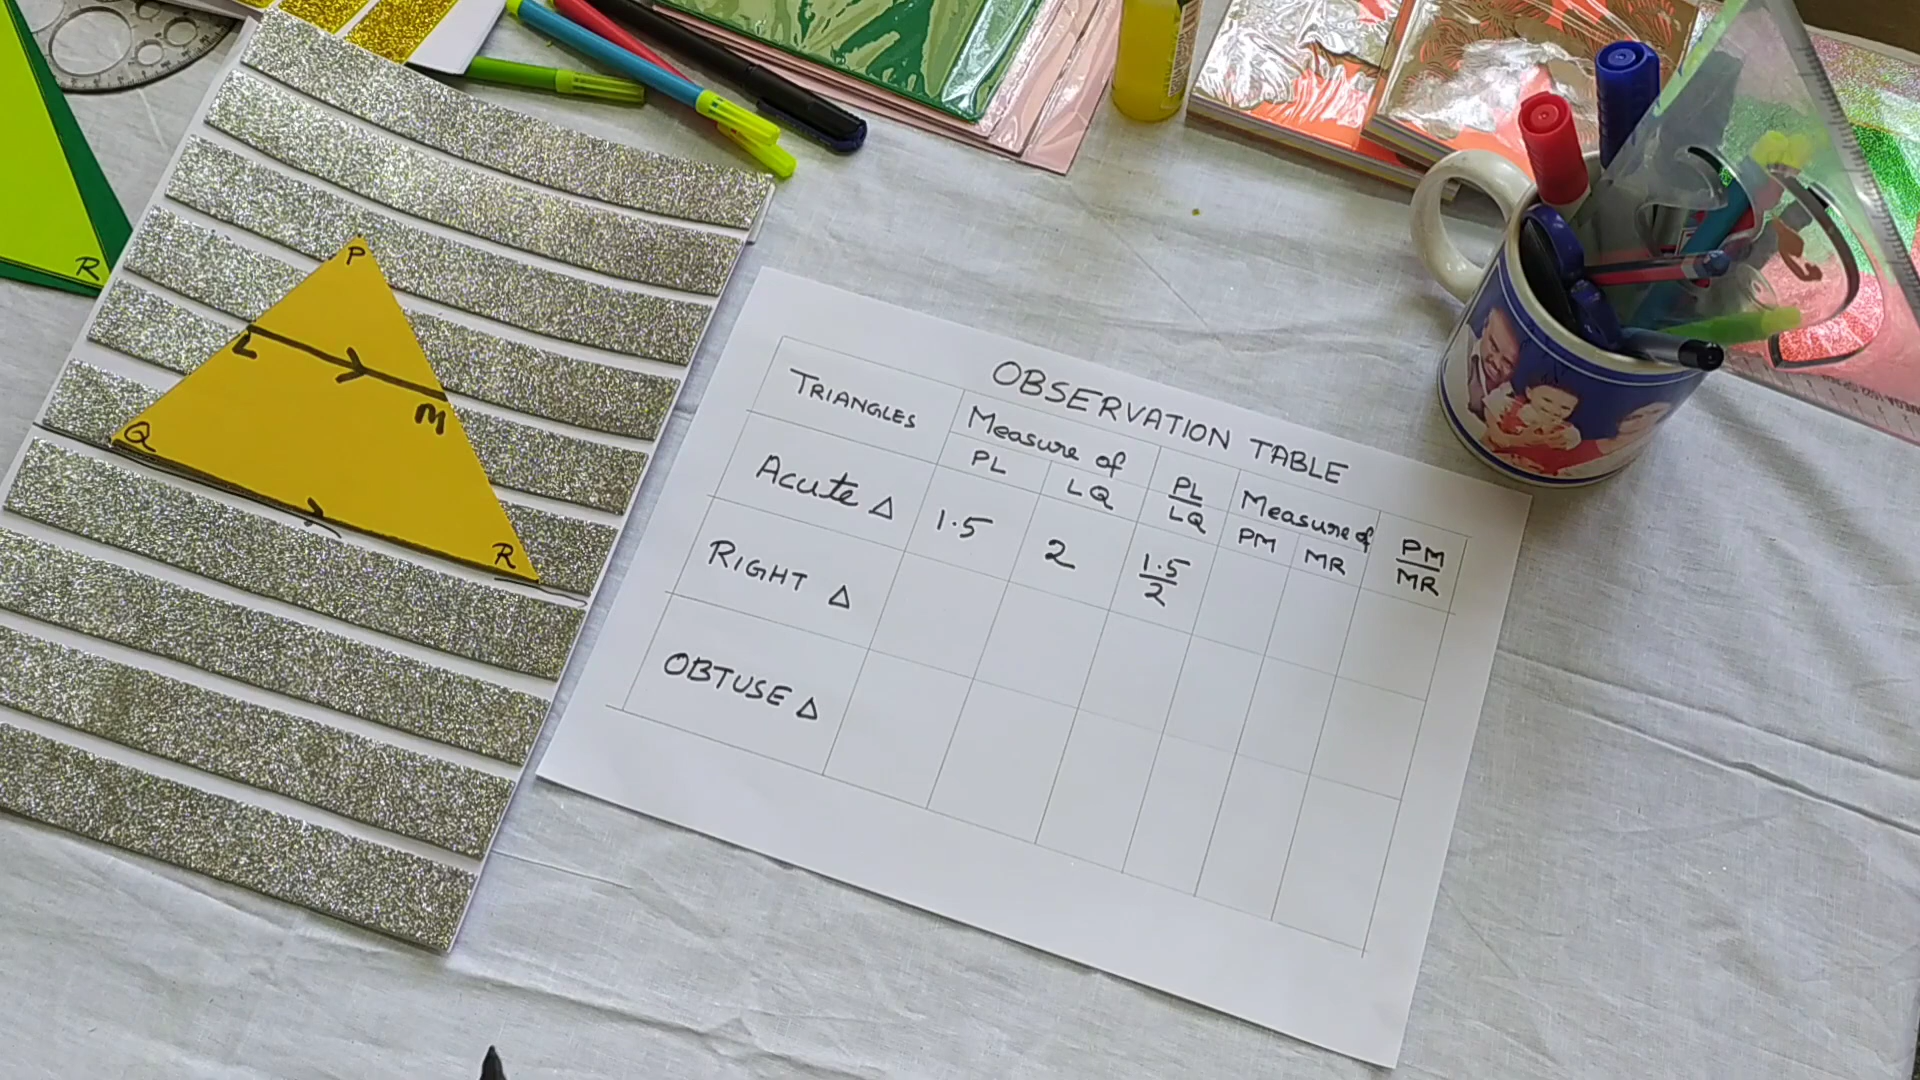 R
P
L
M
Q
R
OBSERVATION TABLE
TRIANGLES
Measure of
PL
LQ
PL
LQ
Measure of
PM
MR
PM
MR
Acute Δ
1.5
2
1.5
2
RIGHT Δ
OBTUSE Δ